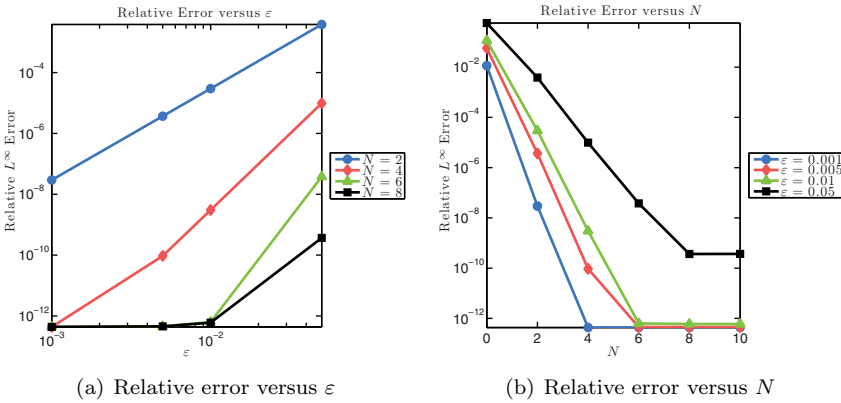 Relative Error versus ε
Relative L^∞ Error
10^−4
10^−6
10^−8
10^−10
10^−12
10^−3
10^−2
ε
N = 2
N = 4
N = 6
N = 8
(a) Relative error versus ε
Relative Error versus N
Relative L^∞ Error
10^−2
10^−4
10^−6
10^−8
10^−10
10^−12
0 2 4 6 8 10
N
ε = 0.001
ε = 0.005
ε = 0.01
ε = 0.05
(b) Relative error versus N